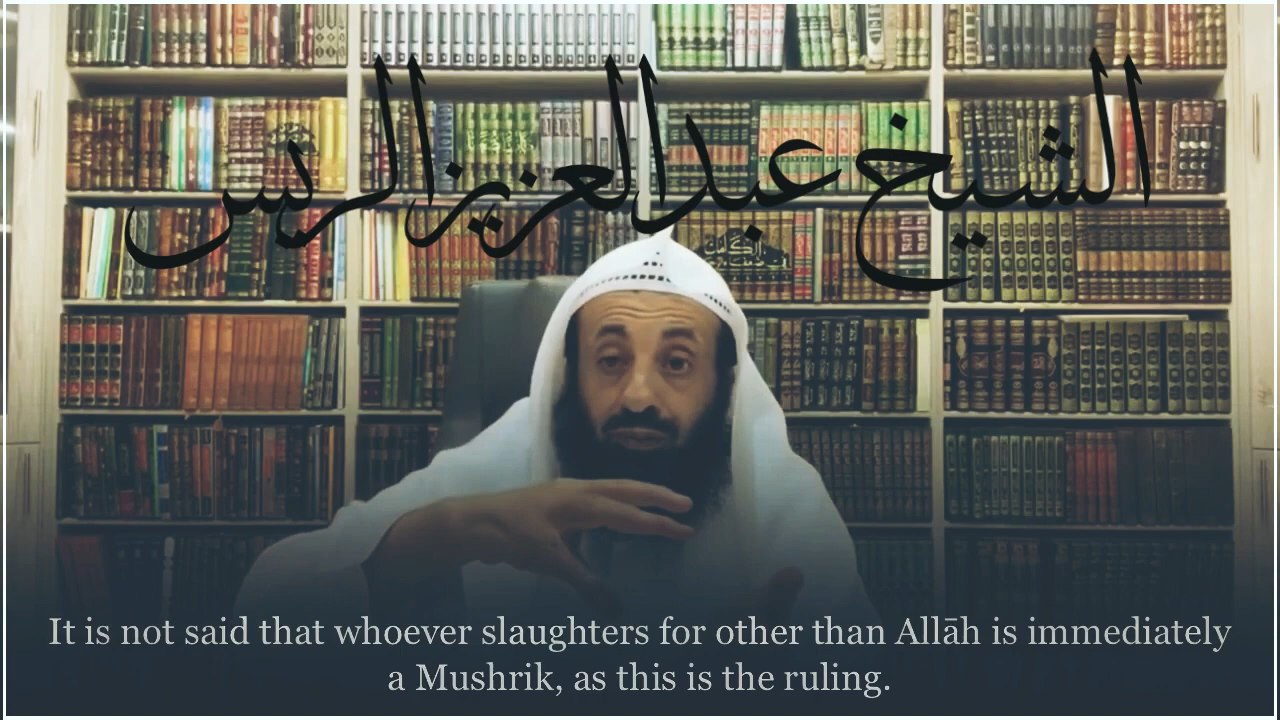 الشيخ عبدالعزيز الريس
It is not said that whoever slaughters for other than Allāh is immediately
a Mushrik, as this is the ruling.